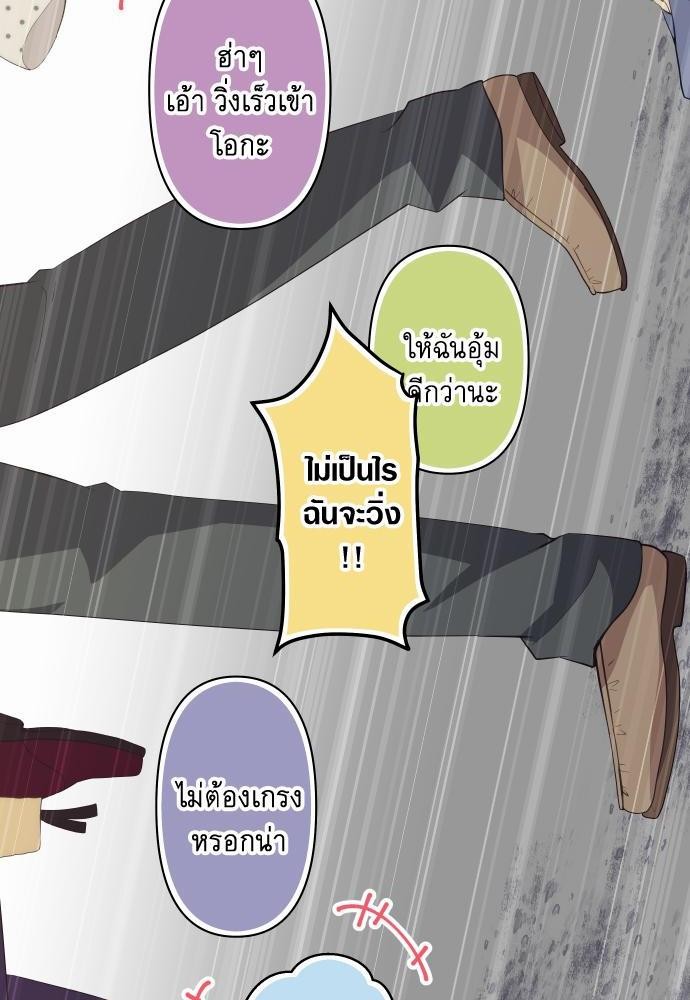 ฮ่าๆ
เอ้า วิ่งเร็วเข้า
โอกะ
ให้ฉันอุ้ม
ดีกว่านะ
ไม่เป็นไร
ฉันจะวิ่ง
!!
ไม่ต้องเกรง
หรอกน่า